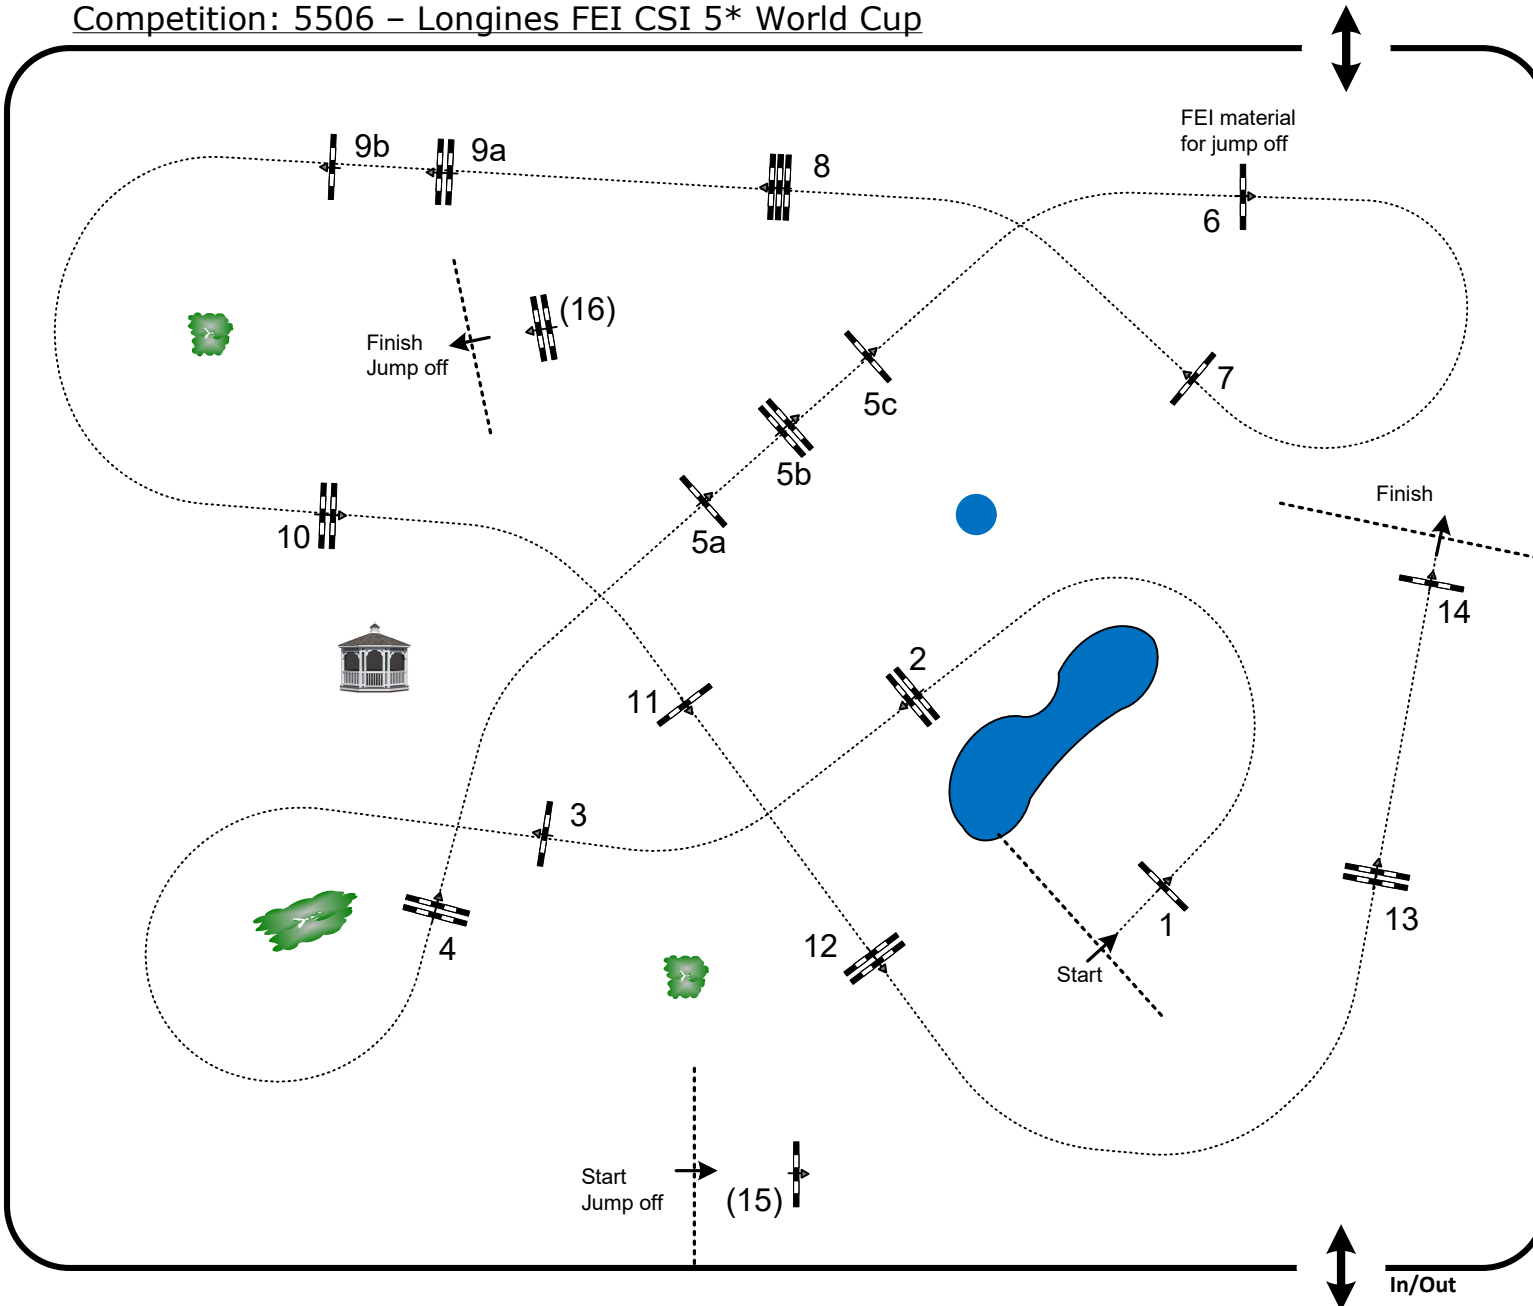 Competition: 5506 – Longines FEI CSI 5* World Cup
FEI material
for jump off
9b
9a
8
6
(16)
Finish
Jump off
7
5c
5b
5a
Finish
10
14
2
11
3
1
13
4
12
Start
Start
Jump off
(15)
In/Out